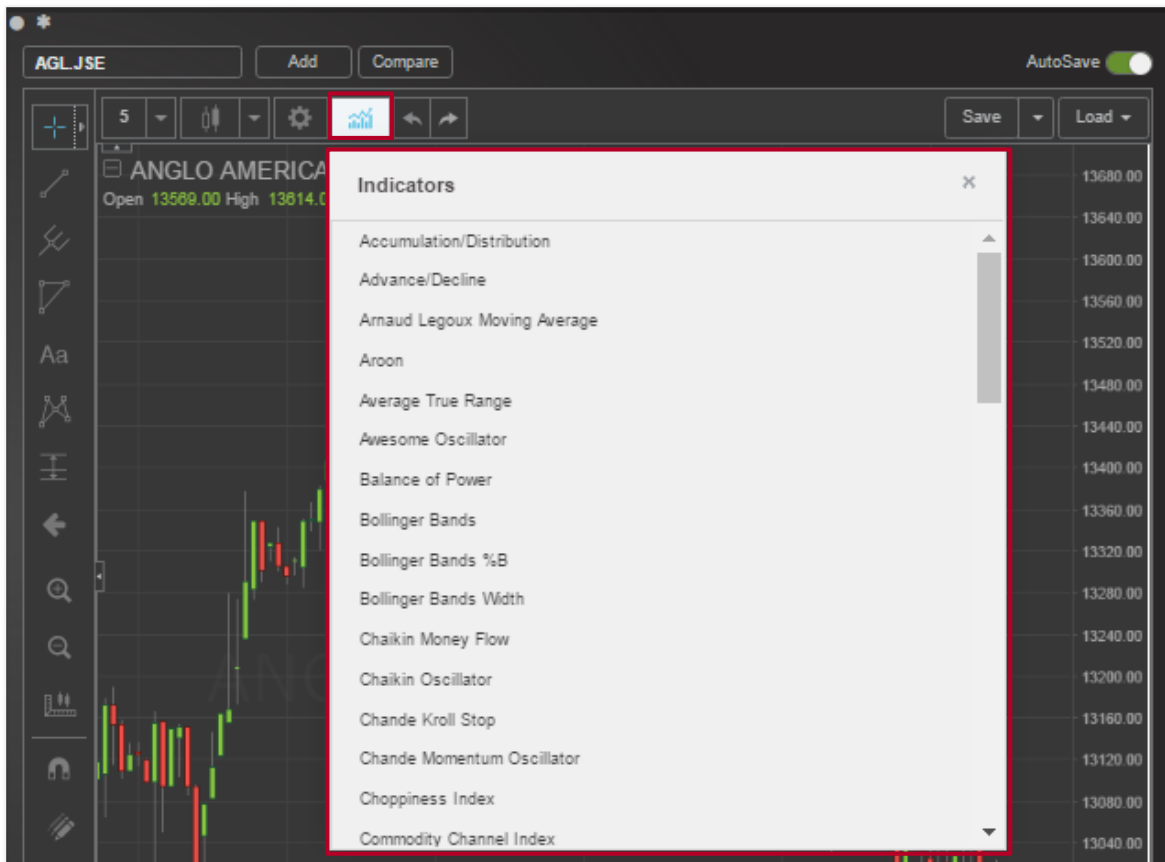 AGL.JSE
Add
Compare
AutoSave
5
Save
Load
ANGLO AMERICA
Open 13569.00 High 13614.0
Indicators
×
Accumulation/Distribution
Advance/Decline
Arnaud Legoux Moving Average
Aroon
Average True Range
Awesome Oscillator
Balance of Power
Bollinger Bands
Bollinger Bands %B
Bollinger Bands Width
Chaikin Money Flow
Chaikin Oscillator
Chande Kroll Stop
Chande Momentum Oscillator
Choppiness Index
Commodity Channel Index
Aa
ANG
13680.00
13640.00
13600.00
13560.00
13520.00
13480.00
13440.00
13400.00
13360.00
13320.00
13280.00
13240.00
13200.00
13160.00
13120.00
13080.00
13040.00